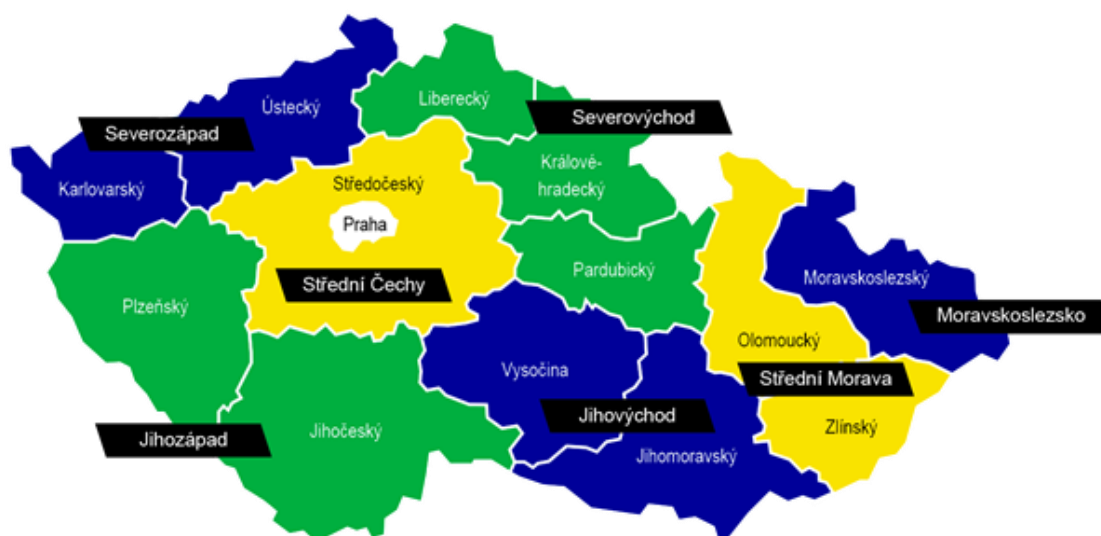 Ústecký
Liberecký
Severozápad
Severovýchod
Karlovarský
Středočeský
Králové-
hradecký
Praha
Plzeňský
Střední Čechy
Pardubický
Moravskoslezský
Moravskoslezsko
Olomoucký
Vysočina
Střední Morava
Jihozápad
Jihočeský
Jihovýchod
Zlínský
Jihomoravský